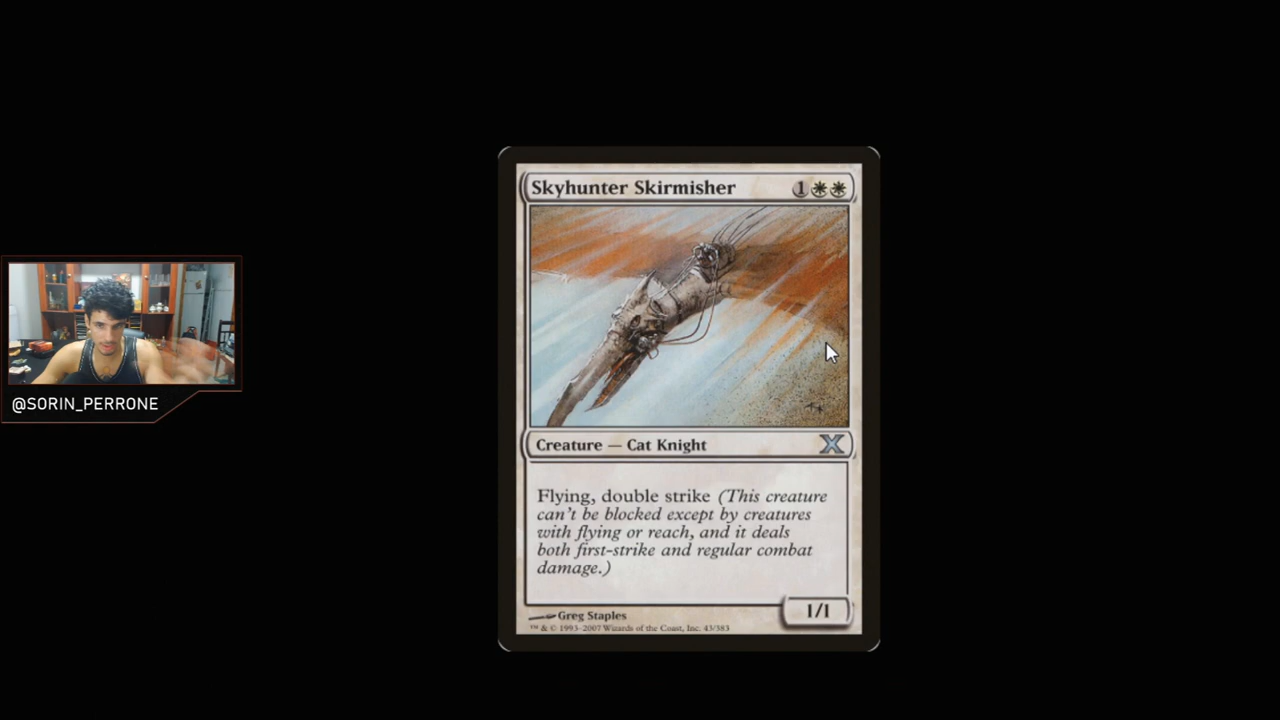 @SORIN_PERRONE
Skyhunter Skirmisher 1
Creature — Cat Knight
Flying, double strike (This creature
can't be blocked except by creatures
with flying or reach, and it deals
both first-strike and regular combat
damage.)
1/1
Greg Staples
™ & © 1993–2007 Wizards of the Coast, Inc. 43/383